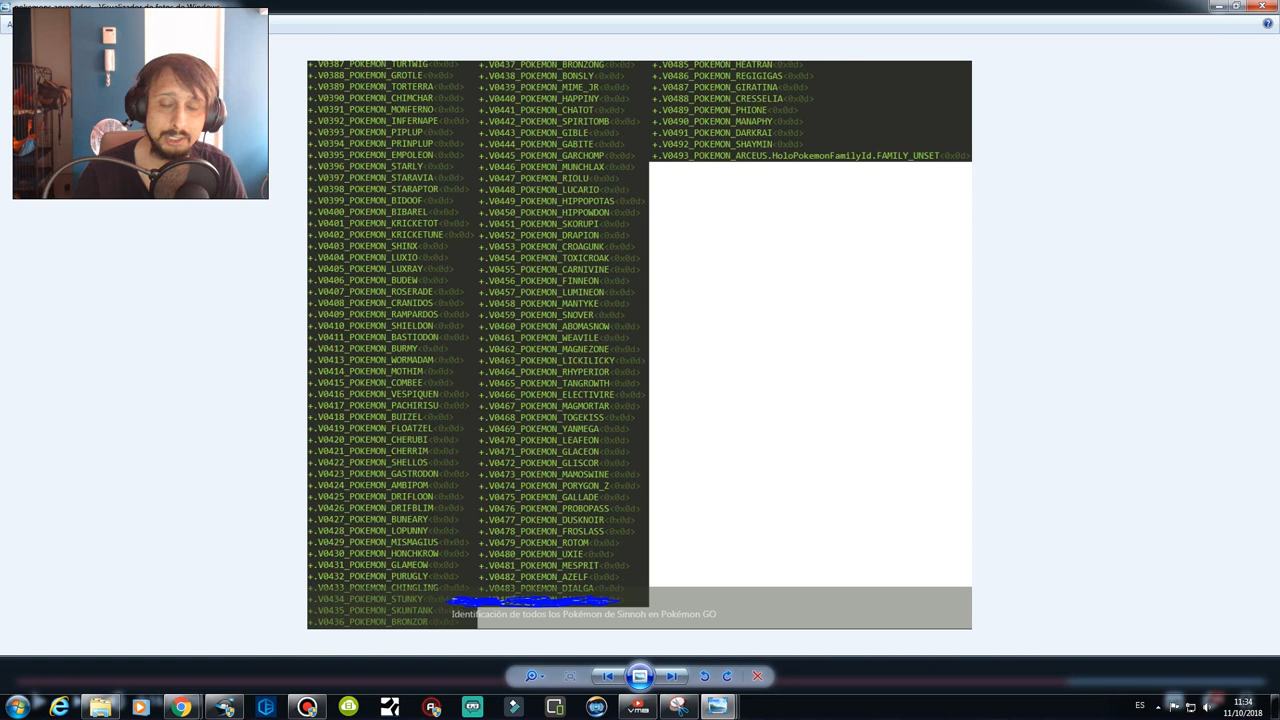 pokemons agregados - Visualizador de fotos de Windows
+.V0387_POKEMON_TURTWIG<0x0d>
+.V0388_POKEMON_GROTLE<0x0d>
+.V0389_POKEMON_TORTERRA<0x0d>
+.V0390_POKEMON_CHIMCHAR<0x0d>
+.V0391_POKEMON_MONFERNO<0x0d>
+.V0392_POKEMON_INFERNAPE<0x0d>
+.V0393_POKEMON_PIPLUP<0x0d>
+.V0394_POKEMON_PRINPLUP<0x0d>
+.V0395_POKEMON_EMPOLEON<0x0d>
+.V0396_POKEMON_STARLY<0x0d>
+.V0397_POKEMON_STARAVIA<0x0d>
+.V0398_POKEMON_STARAPTOR<0x0d>
+.V0399_POKEMON_BIDOOF<0x0d>
+.V0400_POKEMON_BIBAREL<0x0d>
+.V0401_POKEMON_KRICKETOT<0x0d>
+.V0402_POKEMON_KRICKETUNE<0x0d>
+.V0403_POKEMON_SHINX<0x0d>
+.V0404_POKEMON_LUXIO<0x0d>
+.V0405_POKEMON_LUXRAY<0x0d>
+.V0406_POKEMON_BUDEW<0x0d>
+.V0407_POKEMON_ROSERADE<0x0d>
+.V0408_POKEMON_CRANIDOS<0x0d>
+.V0409_POKEMON_RAMPARDOS<0x0d>
+.V0410_POKEMON_SHIELDON<0x0d>
+.V0411_POKEMON_BASTIODON<0x0d>
+.V0412_POKEMON_BURMY<0x0d>
+.V0413_POKEMON_WORMADAM<0x0d>
+.V0414_POKEMON_MOTHIM<0x0d>
+.V0415_POKEMON_COMBEE<0x0d>
+.V0416_POKEMON_VESPIQUEN<0x0d>
+.V0417_POKEMON_PACHIRISU<0x0d>
+.V0418_POKEMON_BUIZEL<0x0d>
+.V0419_POKEMON_FLOATZEL<0x0d>
+.V0420_POKEMON_CHERUBI<0x0d>
+.V0421_POKEMON_CHERRIM<0x0d>
+.V0422_POKEMON_SHELLOS<0x0d>
+.V0423_POKEMON_GASTRODON<0x0d>
+.V0424_POKEMON_AMBIPOM<0x0d>
+.V0425_POKEMON_DRIFLOON<0x0d>
+.V0426_POKEMON_DRIFBLIM<0x0d>
+.V0427_POKEMON_BUNEARY<0x0d>
+.V0428_POKEMON_LOPUNNY<0x0d>
+.V0429_POKEMON_MISMAGIUS<0x0d>
+.V0430_POKEMON_HONCHKROW<0x0d>
+.V0431_POKEMON_GLAMEOW<0x0d>
+.V0432_POKEMON_PURUGLY<0x0d>
+.V0433_POKEMON_CHINGLING<0x0d>
+.V0434_POKEMON_STUNKY<0x0d>
+.V0435_POKEMON_SKUNTANK<0x0d>
+.V0436_POKEMON_BRONZOR<0x0d>
+.V0437_POKEMON_BRONZONG<0x0d>
+.V0438_POKEMON_BONSLY<0x0d>
+.V0439_POKEMON_MIME_JR<0x0d>
+.V0440_POKEMON_HAPPINY<0x0d>
+.V0441_POKEMON_CHATOT<0x0d>
+.V0442_POKEMON_SPIRITOMB<0x0d>
+.V0443_POKEMON_GIBLE<0x0d>
+.V0444_POKEMON_GABITE<0x0d>
+.V0445_POKEMON_GARCHOMP<0x0d>
+.V0446_POKEMON_MUNCHLAX<0x0d>
+.V0447_POKEMON_RIOLU<0x0d>
+.V0448_POKEMON_LUCARIO<0x0d>
+.V0449_POKEMON_HIPPOPOTAS<0x0d>
+.V0450_POKEMON_HIPPOWDON<0x0d>
+.V0451_POKEMON_SKORUPI<0x0d>
+.V0452_POKEMON_DRAPION<0x0d>
+.V0453_POKEMON_CROAGUNK<0x0d>
+.V0454_POKEMON_TOXICROAK<0x0d>
+.V0455_POKEMON_CARNIVINE<0x0d>
+.V0456_POKEMON_FINNEON<0x0d>
+.V0457_POKEMON_LUMINEON<0x0d>
+.V0458_POKEMON_MANTYKE<0x0d>
+.V0459_POKEMON_SNOVER<0x0d>
+.V0460_POKEMON_ABOMASNOW<0x0d>
+.V0461_POKEMON_WEAVILE<0x0d>
+.V0462_POKEMON_MAGNEZONE<0x0d>
+.V0463_POKEMON_LICKILICKY<0x0d>
+.V0464_POKEMON_RHYPERIOR<0x0d>
+.V0465_POKEMON_TANGROWTH<0x0d>
+.V0466_POKEMON_ELECTIVIRE<0x0d>
+.V0467_POKEMON_MAGMORTAR<0x0d>
+.V0468_POKEMON_TOGEKISS<0x0d>
+.V0469_POKEMON_YANMEGA<0x0d>
+.V0470_POKEMON_LEAFEON<0x0d>
+.V0471_POKEMON_GLACEON<0x0d>
+.V0472_POKEMON_GLISCOR<0x0d>
+.V0473_POKEMON_MAMOSWINE<0x0d>
+.V0474_POKEMON_PORYGON_Z<0x0d>
+.V0475_POKEMON_GALLADE<0x0d>
+.V0476_POKEMON_PROBOPASS<0x0d>
+.V0477_POKEMON_DUSKNOIR<0x0d>
+.V0478_POKEMON_FROSLASS<0x0d>
+.V0479_POKEMON_ROTOM<0x0d>
+.V0480_POKEMON_UXIE<0x0d>
+.V0481_POKEMON_MESPRIT<0x0d>
+.V0482_POKEMON_AZELF<0x0d>
+.V0483_POKEMON_DIALGA<0x0d>
+.V0485_POKEMON_HEATRAN<0x0d>
+.V0486_POKEMON_REGIGIGAS<0x0d>
+.V0487_POKEMON_GIRATINA<0x0d>
+.V0488_POKEMON_CRESSELIA<0x0d>
+.V0489_POKEMON_PHIONE<0x0d>
+.V0490_POKEMON_MANAPHY<0x0d>
+.V0491_POKEMON_DARKRAI<0x0d>
+.V0492_POKEMON_SHAYMIN<0x0d>
+.V0493_POKEMON_ARCEUS.HoloPokemonFamilyId.FAMILY_UNSET<0x0d>
Identificación de todos los Pokémon de Sinnoh en Pokémon GO
ES
11:34
11/10/2018